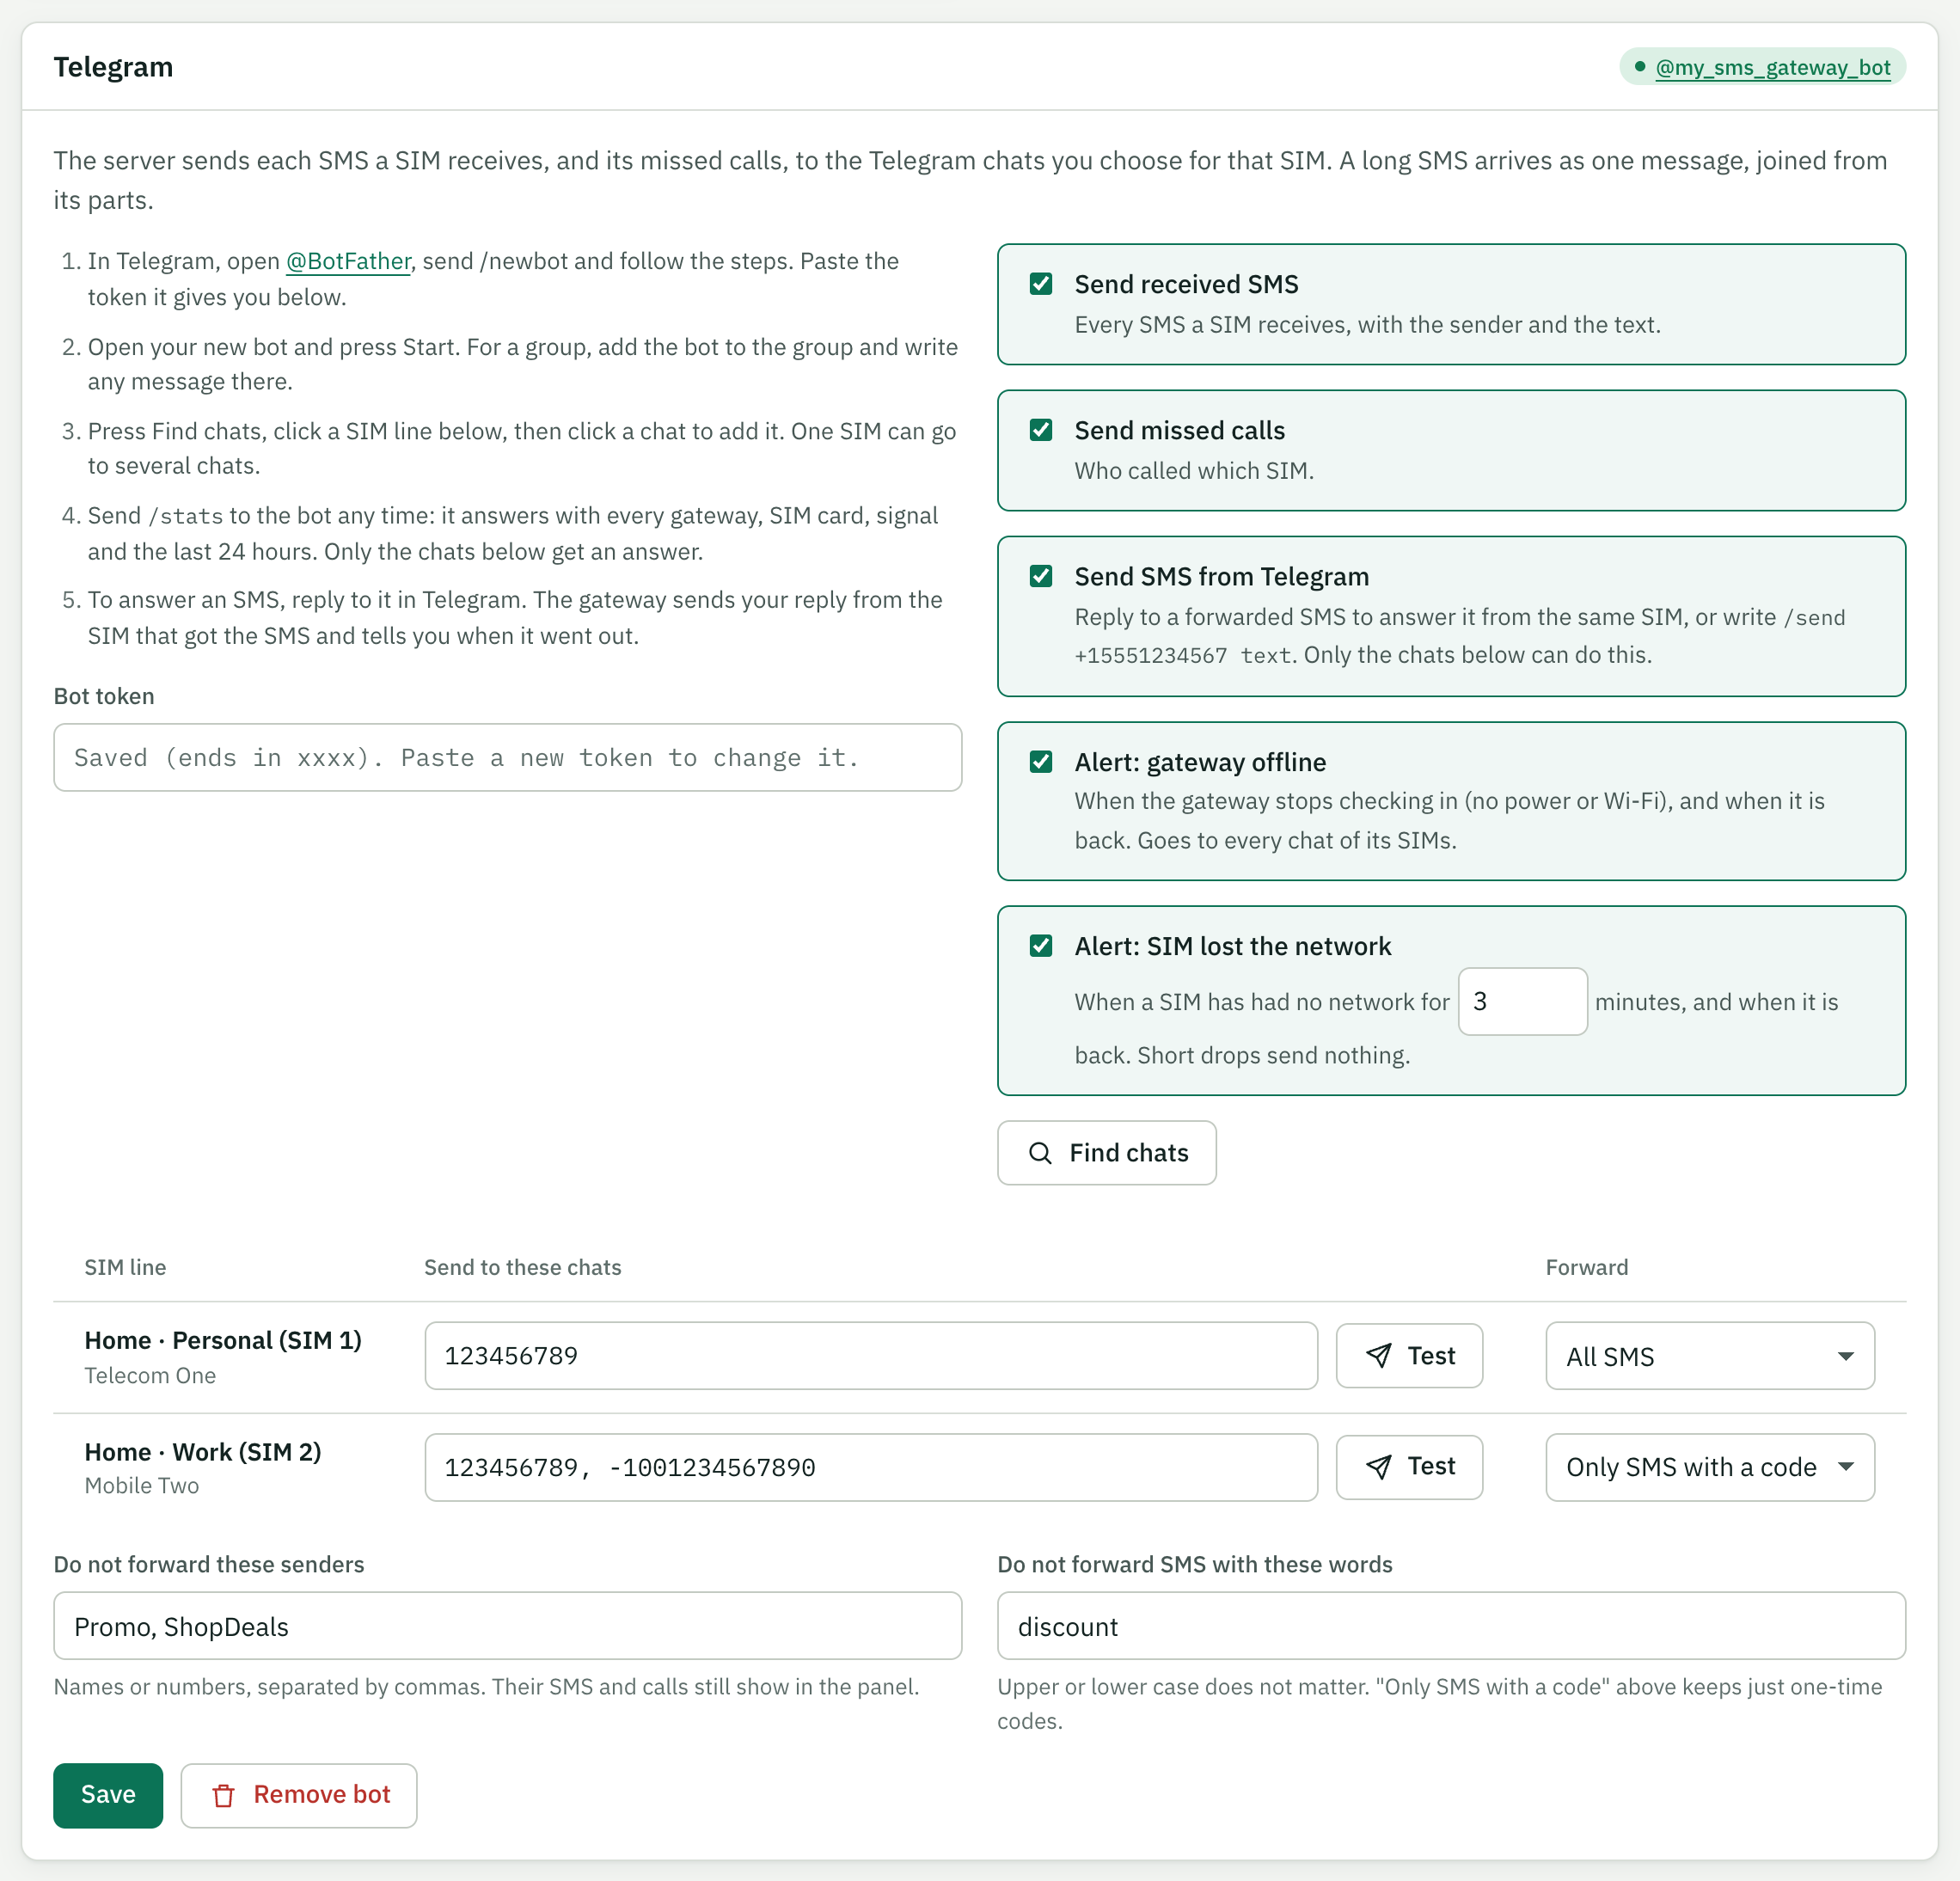 Telegram
@my_sms_gateway_bot
The server sends each SMS a SIM receives, and its missed calls, to the Telegram chats you choose for that SIM. A long SMS arrives as one message, joined from
its parts.
1. In Telegram, open @BotFather, send /newbot and follow the steps. Paste the
token it gives you below.
2. Open your new bot and press Start. For a group, add the bot to the group and write
any message there.
3. Press Find chats, click a SIM line below, then click a chat to add it. One SIM can go
to several chats.
4. Send /stats to the bot any time: it answers with every gateway, SIM card, signal
and the last 24 hours. Only the chats below get an answer.
5. To answer an SMS, reply to it in Telegram. The gateway sends your reply from the
SIM that got the SMS and tells you when it went out.
Bot token
Saved (ends in xxxx). Paste a new token to change it.
Send received SMS
Every SMS a SIM receives, with the sender and the text.
Send missed calls
Who called which SIM.
Send SMS from Telegram
Reply to a forwarded SMS to answer it from the same SIM, or write /send
+15551234567 text. Only the chats below can do this.
Alert: gateway offline
When the gateway stops checking in (no power or Wi-Fi), and when it is
back. Goes to every chat of its SIMs.
Alert: SIM lost the network
When a SIM has had no network for 3 minutes, and when it is
back. Short drops send nothing.
Find chats
SIM line Send to these chats Forward
Home · Personal (SIM 1)
Telecom One
123456789
Test
All SMS
Home · Work (SIM 2)
Mobile Two
123456789, -1001234567890
Test
Only SMS with a code
Do not forward these senders
Promo, ShopDeals
Names or numbers, separated by commas. Their SMS and calls still show in the panel.
Do not forward SMS with these words
discount
Upper or lower case does not matter. "Only SMS with a code" above keeps just one-time
codes.
Save
Remove bot